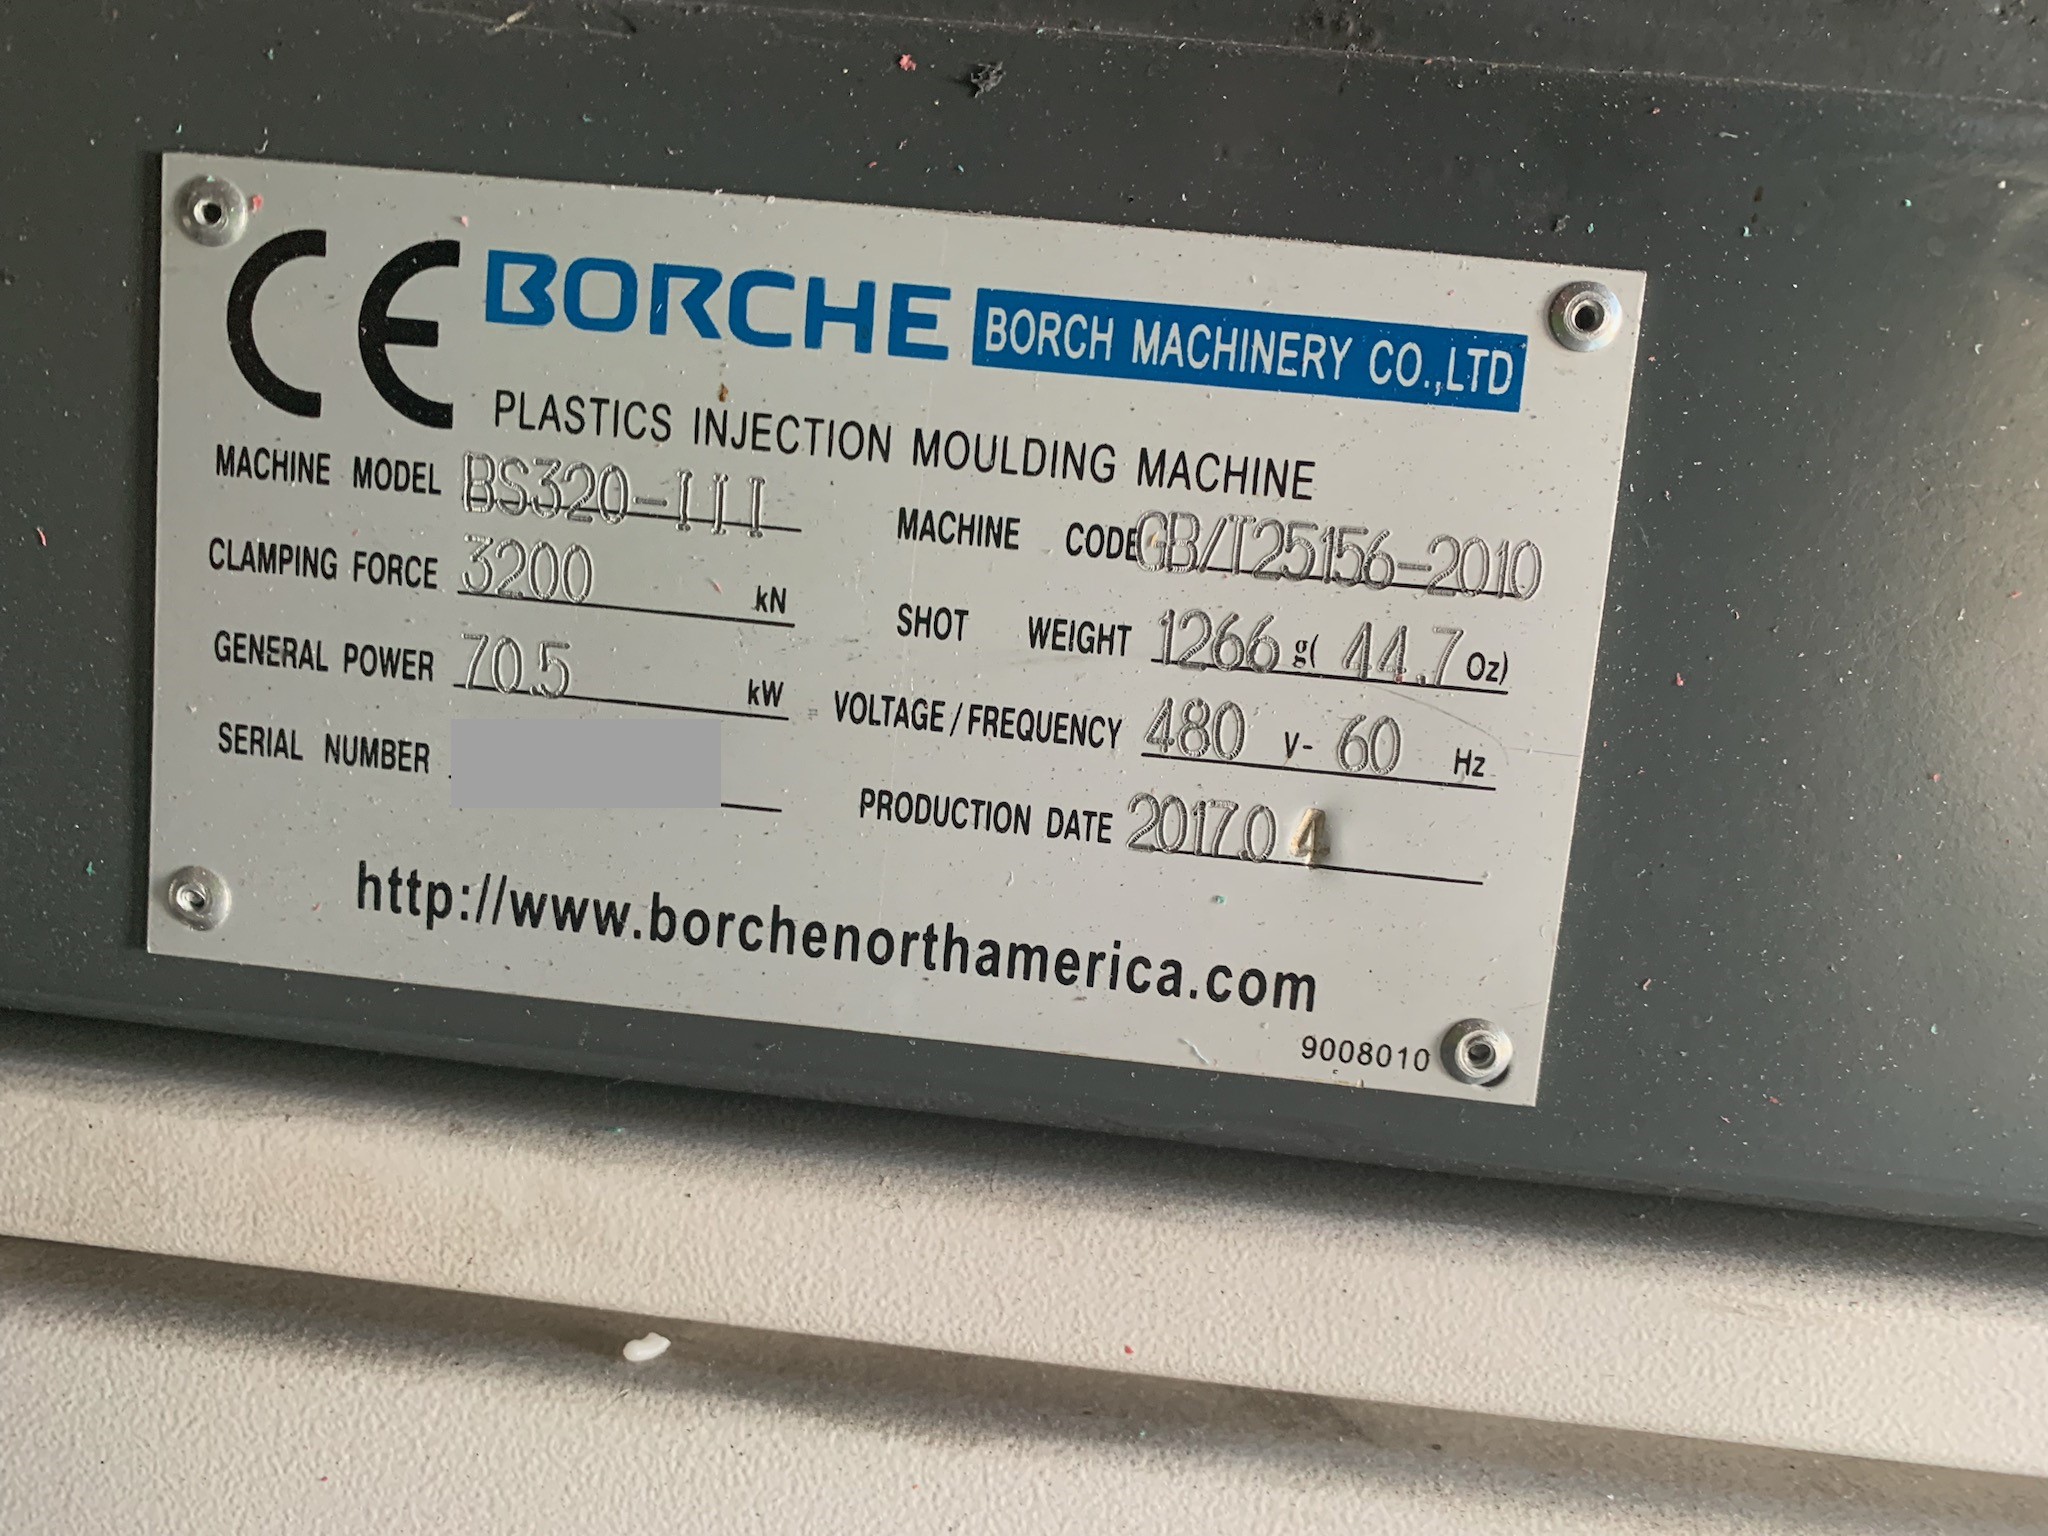 CE BORCHE BORCH MACHINERY CO.,LTD
PLASTICS INJECTION MOULDING MACHINE
MACHINE MODEL BS320-III
MACHINE CODE GB/T25156-2010
CLAMPING FORCE 3200 kN
SHOT WEIGHT 1266 g( 44.7 Oz)
GENERAL POWER 70.5 kW
VOLTAGE/FREQUENCY 480 V- 60 Hz
SERIAL NUMBER
PRODUCTION DATE 2017.04
http://www.borchenorthamerica.com
9008010